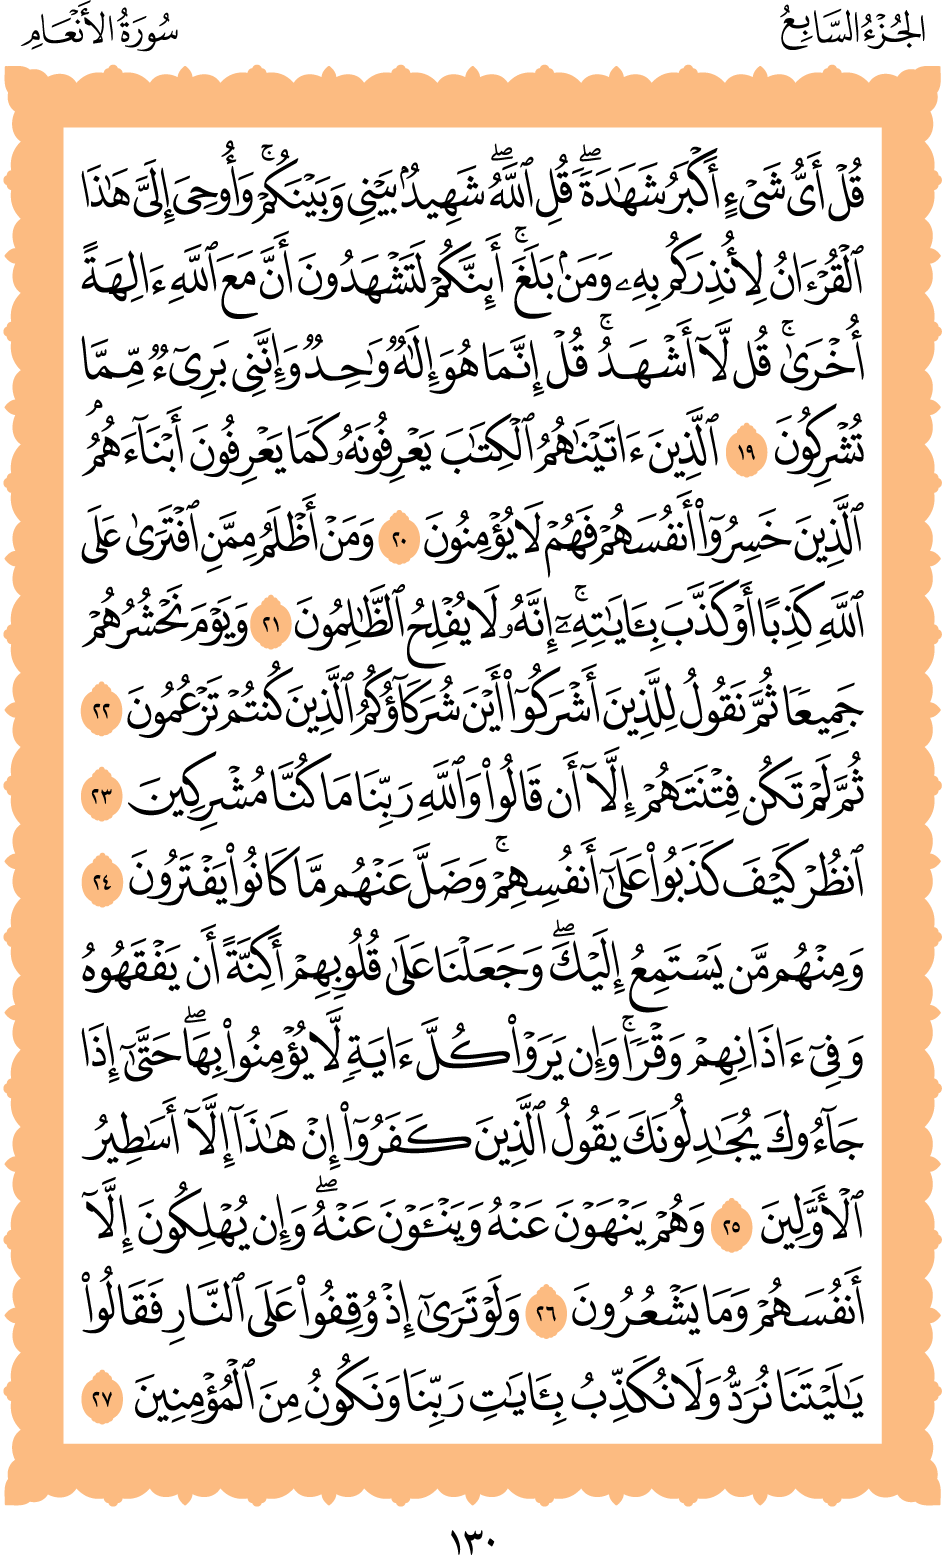 الجُزْءُ السَّابِعُ
سُورَةُ الأَنْعَامِ
قُلْ أَىُّ شَىْءٍ أَكْبَرُ شَهَٰدَةًۖ قُلِ ٱللَّهُۖ شَهِيدُۢ بَيْنِى وَبَيْنَكُمْۚ وَأُوحِىَ إِلَىَّ هَٰذَا
ٱلْقُرْءَانُ لِأُنذِرَكُم بِهِۦ وَمَنۢ بَلَغَۚ أَئِنَّكُمْ لَتَشْهَدُونَ أَنَّ مَعَ ٱللَّهِ ءَالِهَةً
أُخْرَىٰۚ قُل لَّآ أَشْهَدُۚ قُلْ إِنَّمَا هُوَ إِلَٰهٌ وَٰحِدٌ وَإِنَّنِى بَرِىٓءٌ مِّمَّا
تُشْرِكُونَ ١٩ ٱلَّذِينَ ءَاتَيْنَٰهُمُ ٱلْكِتَٰبَ يَعْرِفُونَهُۥ كَمَا يَعْرِفُونَ أَبْنَآءَهُمُۘ
ٱلَّذِينَ خَسِرُوٓا۟ أَنفُسَهُمْ فَهُمْ لَا يُؤْمِنُونَ ٢٠ وَمَنْ أَظْلَمُ مِمَّنِ ٱفْتَرَىٰ عَلَى
ٱللَّهِ كَذِبًا أَوْ كَذَّبَ بِـَٔايَٰتِهِۦٓۚ إِنَّهُۥ لَا يُفْلِحُ ٱلظَّٰلِمُونَ ٢١ وَيَوْمَ نَحْشُرُهُمْ
جَمِيعًا ثُمَّ نَقُولُ لِلَّذِينَ أَشْرَكُوٓا۟ أَيْنَ شُرَكَآؤُكُمُ ٱلَّذِينَ كُنتُمْ تَزْعُمُونَ ٢٢
ثُمَّ لَمْ تَكُن فِتْنَتُهُمْ إِلَّآ أَن قَالُوا۟ وَٱللَّهِ رَبِّنَا مَا كُنَّا مُشْرِكِينَ ٢٣
ٱنظُرْ كَيْفَ كَذَبُوا۟ عَلَىٰٓ أَنفُسِهِمْۚ وَضَلَّ عَنْهُم مَّا كَانُوا۟ يَفْتَرُونَ ٢٤
وَمِنْهُم مَّن يَسْتَمِعُ إِلَيْكَۖ وَجَعَلْنَا عَلَىٰ قُلُوبِهِمْ أَكِنَّةً أَن يَفْقَهُوهُ
وَفِىٓ ءَاذَانِهِمْ وَقْرًاۚ وَإِن يَرَوْا۟ كُلَّ ءَايَةٍ لَّا يُؤْمِنُوا۟ بِهَاۖ حَتَّىٰٓ إِذَا
جَآءُوكَ يُجَٰدِلُونَكَ يَقُولُ ٱلَّذِينَ كَفَرُوٓا۟ إِنْ هَٰذَآ إِلَّآ أَسَٰطِيرُ
ٱلْأَوَّلِينَ ٢٥ وَهُمْ يَنْهَوْنَ عَنْهُ وَيَنْـَٔوْنَ عَنْهُۖ وَإِن يُهْلِكُونَ إِلَّآ
أَنفُسَهُمْ وَمَا يَشْعُرُونَ ٢٦ وَلَوْ تَرَىٰٓ إِذْ وُقِفُوا۟ عَلَى ٱلنَّارِ فَقَالُوا۟
يَٰلَيْتَنَا نُرَدُّ وَلَا نُكَذِّبُ بِـَٔايَٰتِ رَبِّنَا وَنَكُونُ مِنَ ٱلْمُؤْمِنِينَ ٢٧
١٣٠